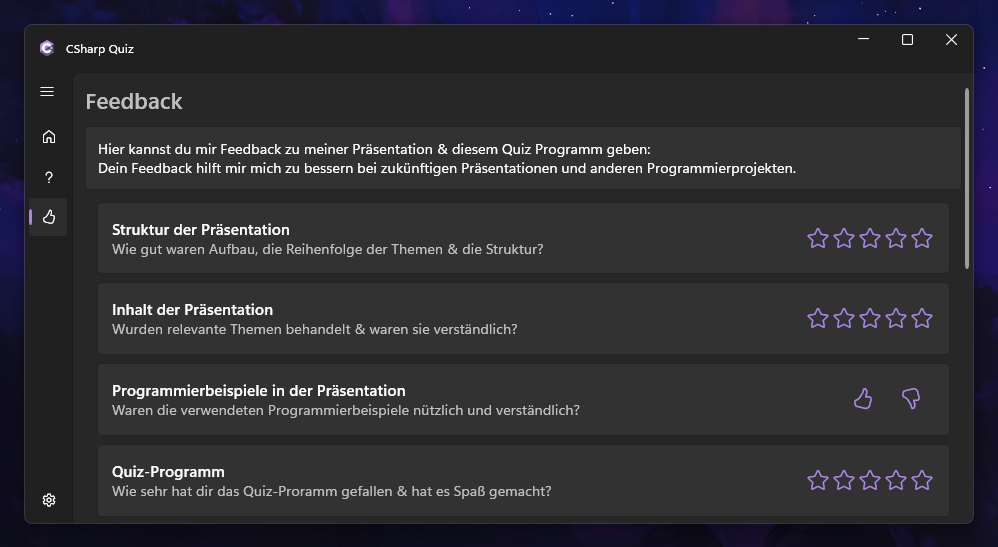 CSharp Quiz
Feedback
Hier kannst du mir Feedback zu meiner Präsentation & diesem Quiz Programm geben:
Dein Feedback hilft mir mich zu bessern bei zukünftigen Präsentationen und anderen Programmierprojekten.
Struktur der Präsentation
Wie gut waren Aufbau, die Reihenfolge der Themen & die Struktur?
Inhalt der Präsentation
Wurden relevante Themen behandelt & waren sie verständlich?
Programmierbeispiele in der Präsentation
Waren die verwendeten Programmierbeispiele nützlich und verständlich?
Quiz-Programm
Wie sehr hat dir das Quiz-Proramm gefallen & hat es Spaß gemacht?